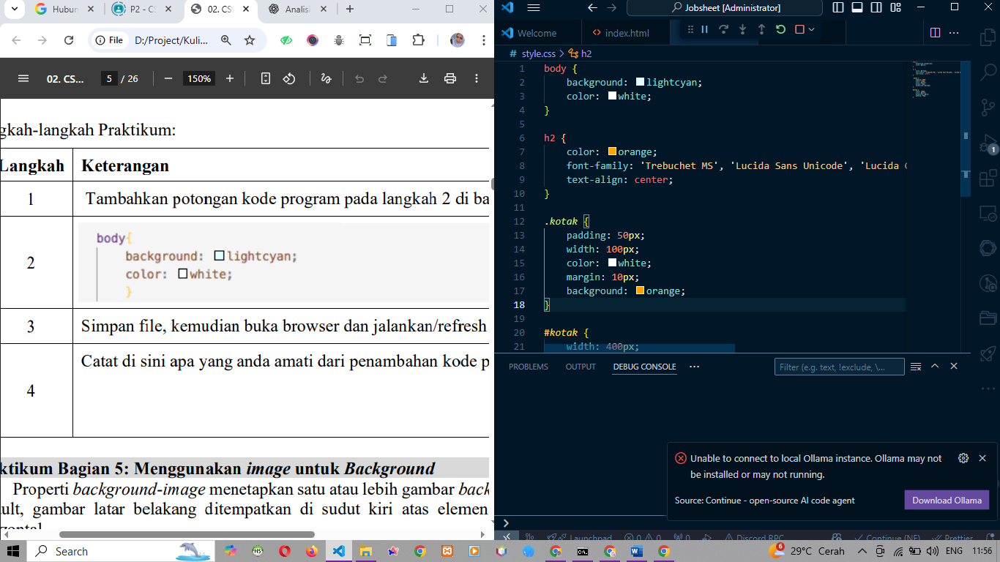 Hubun
P2 - CS
02. CS
Analisi
File
D:/Project/Kuli...
02. CS...
5 / 26
150%
gkah-langkah Praktikum:
Langkah
Keterangan
1
Tambahkan potongan kode program pada langkah 2 di ba
2
body{
background: lightcyan;
color: white;
}
3
Simpan file, kemudian buka browser dan jalankan/refresh
4
Catat di sini apa yang anda amati dari penambahan kode p
ktikum Bagian 5: Menggunakan image untuk Background
Properti background-image menetapkan satu atau lebih gambar back
ult, gambar latar belakang ditempatkan di sudut kiri atas elemen
Jobsheet [Administrator]
Welcome
index.html
# style.css > h2
1 body {
2 background: lightcyan;
3 color: white;
4 }
5
6 h2 {
7 color: orange;
8 font-family: 'Trebuchet MS', 'Lucida Sans Unicode', 'Lucida G
9 text-align: center;
10 }
11
12 .kotak {
13 padding: 50px;
14 width: 100px;
15 color: white;
16 margin: 10px;
17 background: orange;
18 }
19
20 #kotak {
21 width: 400px;
PROBLEMS
OUTPUT
DEBUG CONSOLE
Filter (e.g. text, !exclude, \...
1
Unable to connect to local Ollama instance. Ollama may not
be installed or may not running.
Source: Continue - open-source AI code agent
Download Ollama
Launchpad
0
0
0
Discord RPC
Continue (NE)
Prettier
Search
HS
6
29°C Cerah
ENG
11:56